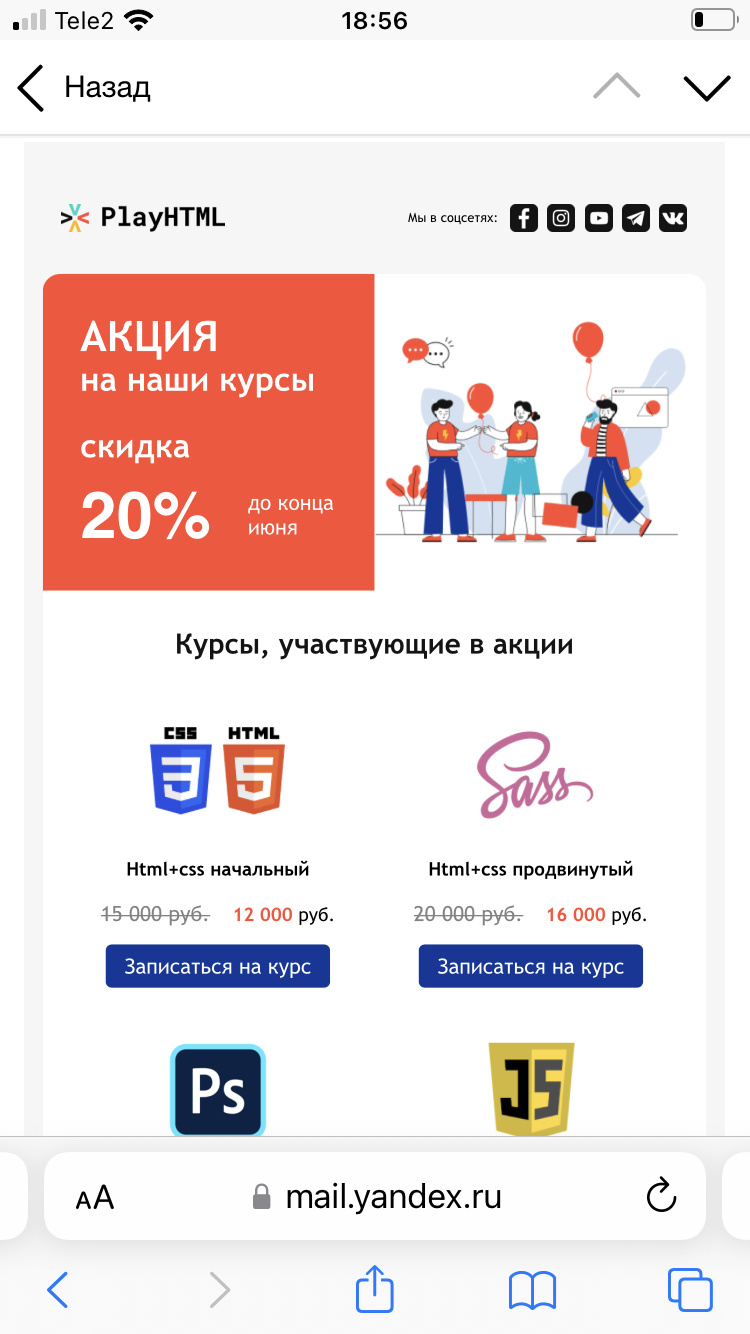 Tele2
18:56
Назад
PlayHTML
Мы в соцсетях:
АКЦИЯ
на наши курсы
скидка
20%
до конца
июня
Курсы, участвующие в акции
CSS HTML
3 5
Sass
Html+css начальный
Html+css продвинутый
15 000 руб. 12 000 руб.
20 000 руб. 16 000 руб.
Записаться на курс
Записаться на курс
Ps
JS
AA
mail.yandex.ru